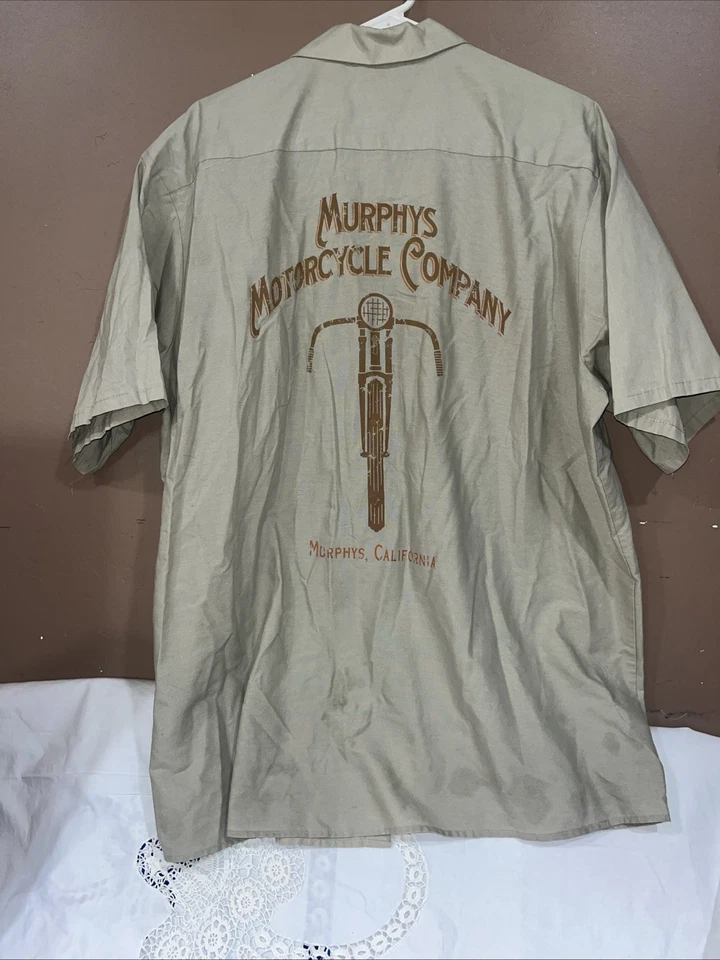 Murphys
Motorcycle Company
Murphys, California